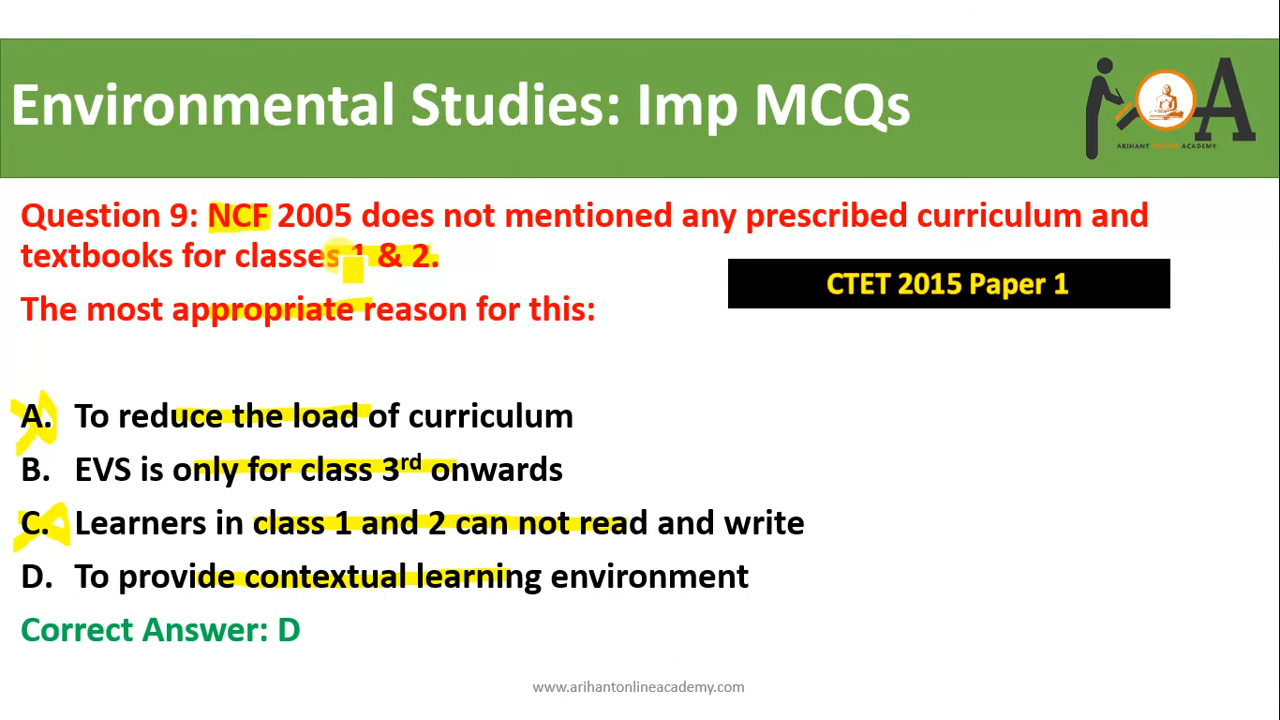 Environmental Studies: Imp MCQs
ARIHANT ONLINE ACADEMY
Question 9: NCF 2005 does not mentioned any prescribed curriculum and
textbooks for classes 1 & 2.
CTET 2015 Paper 1
The most appropriate reason for this:
A. To reduce the load of curriculum
B. EVS is only for class 3rd onwards
C. Learners in class 1 and 2 can not read and write
D. To provide contextual learning environment
Correct Answer: D
www.arihantonlineacademy.com